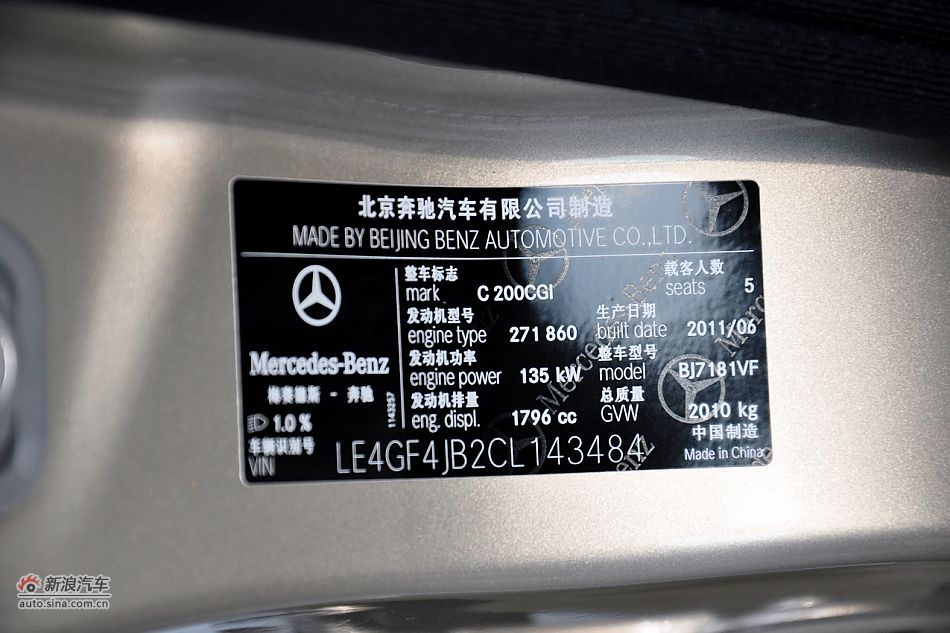 北京奔驰汽车有限公司制造
MADE BY BEIJING BENZ AUTOMOTIVE CO.,LTD.
Mercedes-Benz
梅赛德斯 - 奔驰
1.0 %
1143257
整车标志
mark C 200CGI
发动机型号
engine type 271 860
发动机功率
engine power 135 kW
发动机排量
eng. displ. 1796 cc
载客人数
seats 5
生产日期
built date 2011/06
整车型号
model BJ7181VF
总质量
GVW 2010 kg
中国制造
Made in China
车辆识别号
VIN LE4GF4JB2CL143484
Mercedes-Benz
新浪汽车
auto.sina.com.cn